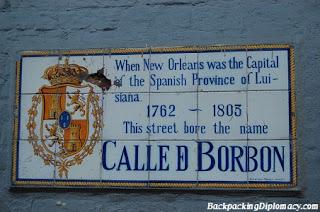 When New Orleans was the Capital
of the Spanish Province of Lui-
siana.
1762 — 1803
This street bore the name
CALLE D BORBON
BACKPACKINGDIPLOMACY.COM